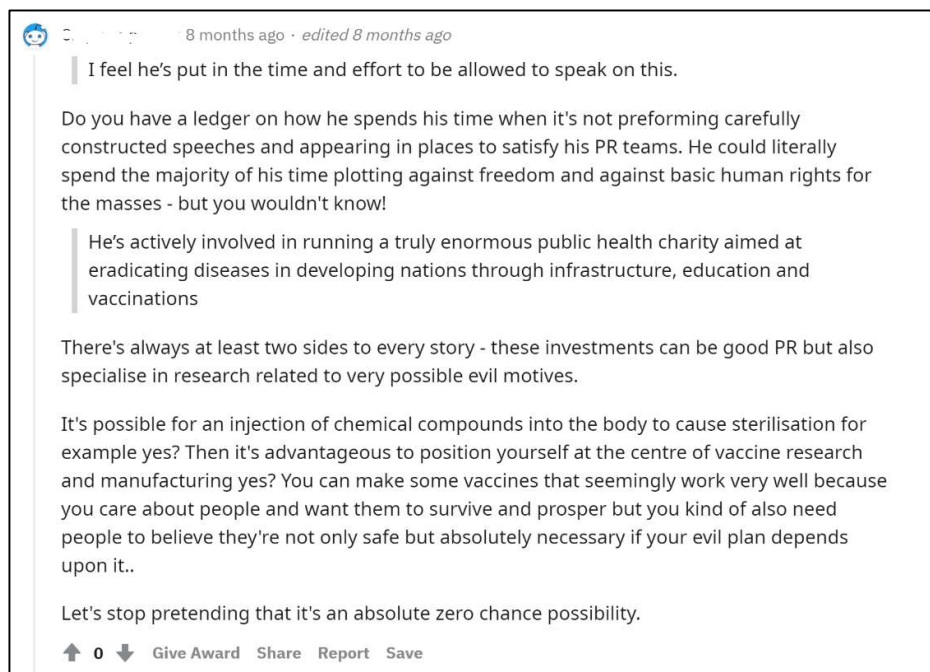 8 months ago · edited 8 months ago
I feel he's put in the time and effort to be allowed to speak on this.
Do you have a ledger on how he spends his time when it's not preforming carefully
constructed speeches and appearing in places to satisfy his PR teams. He could literally
spend the majority of his time plotting against freedom and against basic human rights for
the masses - but you wouldn't know!
He's actively involved in running a truly enormous public health charity aimed at
eradicating diseases in developing nations through infrastructure, education and
vaccinations
There's always at least two sides to every story - these investments can be good PR but also
specialise in research related to very possible evil motives.
It's possible for an injection of chemical compounds into the body to cause sterilisation for
example yes? Then it's advantageous to position yourself at the centre of vaccine research
and manufacturing yes? You can make some vaccines that seemingly work very well because
you care about people and want them to survive and prosper but you kind of also need
people to believe they're not only safe but absolutely necessary if your evil plan depends
upon it..
Let's stop pretending that it's an absolute zero chance possibility.
0 Give Award Share Report Save